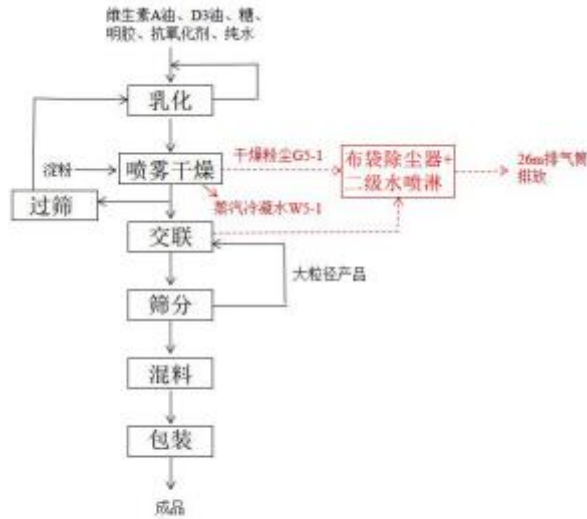 维生素A油、D3油、糖、
明胶、抗氧化剂、纯水
乳化
淀粉
喷雾干燥
干燥粉尘G5-1
布袋除尘器+
二级水喷淋
26m排气筒
排放
过筛
蒸汽冷凝水W5-1
交联
大粒径产品
筛分
混料
包装
成品